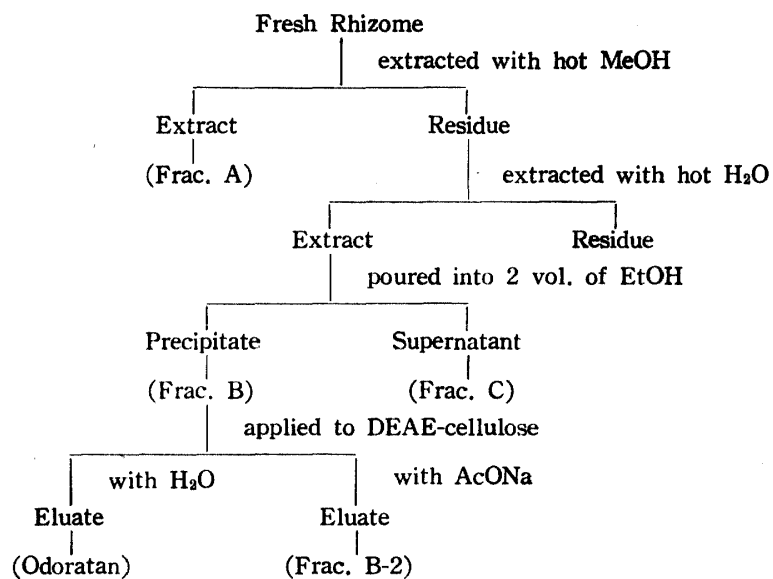 Fresh Rhizome
extracted with hot MeOH
Extract Residue
(Frac. A) extracted with hot H₂O
Extract Residue
poured into 2 vol. of EtOH
Precipitate Supernatant
(Frac. B) (Frac. C)
applied to DEAE-cellulose
with H₂O with AcONa
Eluate Eluate
(Odoratan) (Frac. B-2)